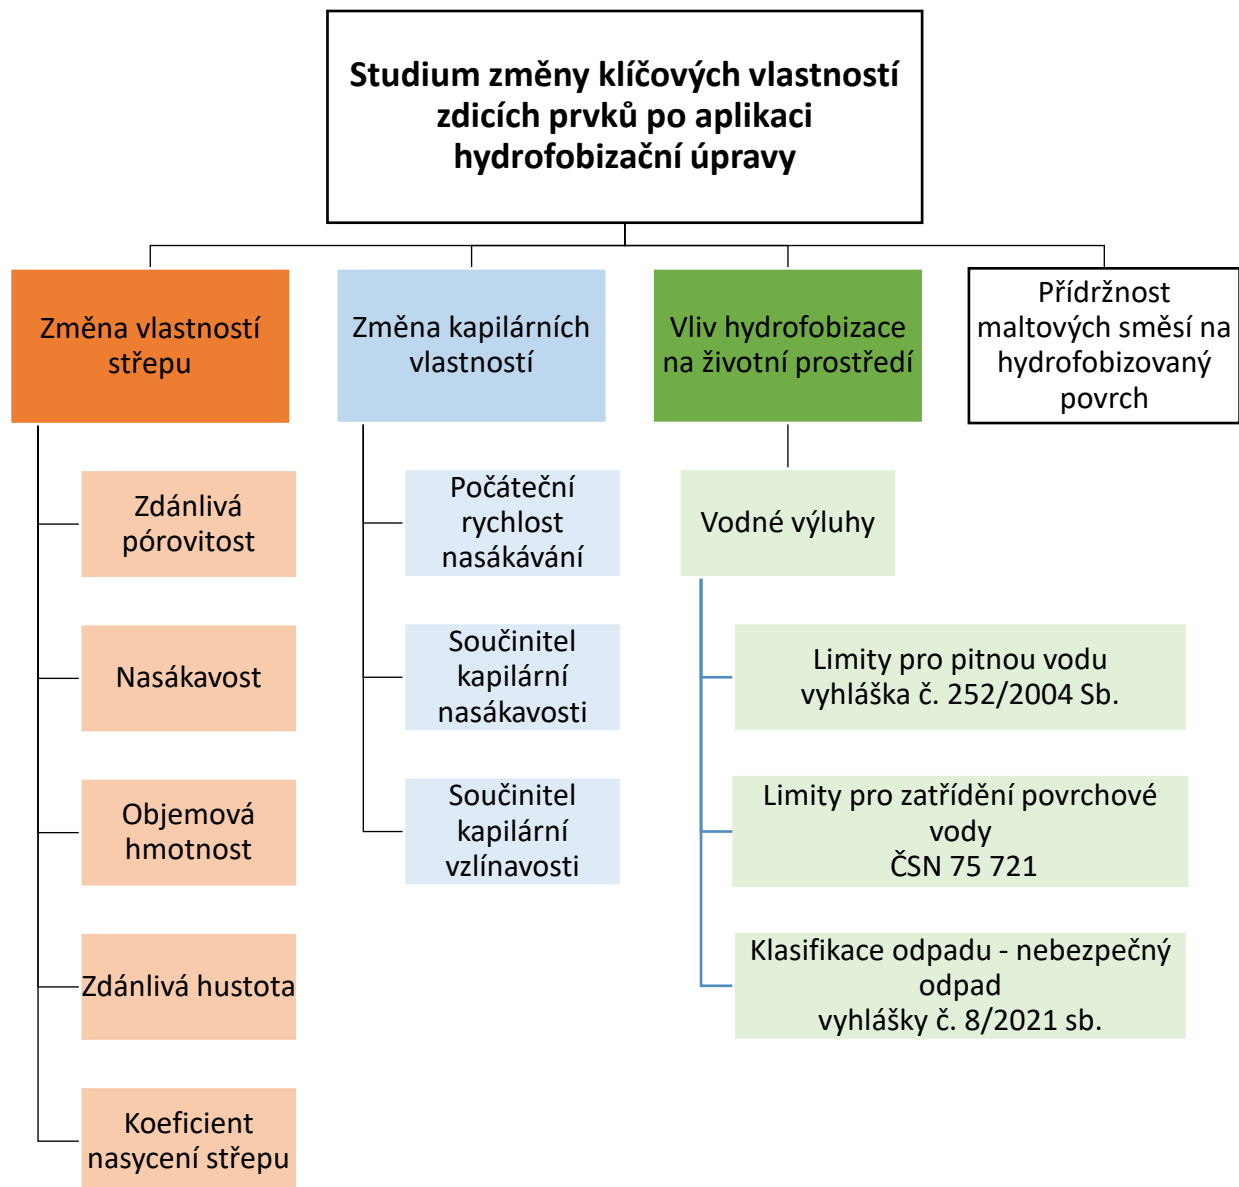 Studium změny klíčových vlastností
zdicích prvků po aplikaci
hydrofobizační úpravy
Změna vlastností
střepu
Změna kapilárních
vlastností
Vliv hydrofobizace
na životní prostředí
Přídržnost
maltových směsí na
hydrofobizovaný
povrch
Zdánlivá
pórovitost
Nasákavost
Objemová
hmotnost
Zdánlivá hustota
Koeficient
nasycení střepu
Počáteční
rychlost
nasákávání
Součinitel
kapilární
nasákavosti
Součinitel
kapilární
vzlínavosti
Vodné výluhy
Limity pro pitnou vodu
vyhláška č. 252/2004 Sb.
Limity pro zatřídění povrchové
vody
ČSN 75 721
Klasifikace odpadu - nebezpečný
odpad
vyhlášky č. 8/2021 sb.